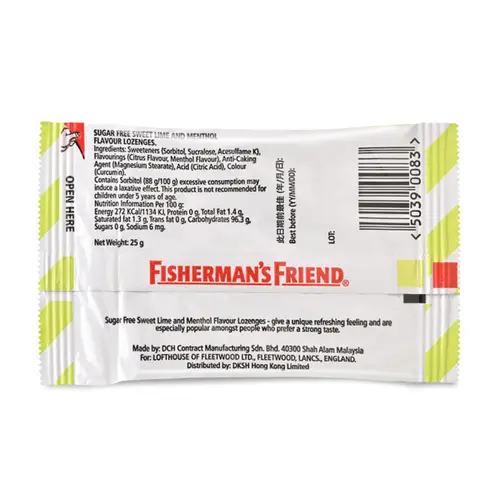 SUGAR FREE SWEET LIME AND MENTHOL
FLAVOUR LOZENGES.
Ingredients: Sweeteners (Sorbitol, Sucralose, Acesulfame K),
Flavourings (Citrus Flavour, Menthol Flavour), Anti-Caking
Agent (Magnesium Stearate), Acid (Citric Acid), Colour
(Curcumin).
Contains Sorbitol (88 g/100 g) excessive consumption may
induce a laxative effect. This product is not recommended for
children under 5 years of age.
Nutrition Information Per 100 g:
Energy 272 KCal/1134 KJ, Protein 0 g, Total Fat 1.4 g,
Saturated fat 1.3 g, Trans fat 0 g, Carbohydrates 96.3 g,
Sugars 0 g, Sodium 6 mg.
Net Weight: 25 g
OPEN HERE
此日期前最佳 (年/月/日):
Best before (YY/MM/DD):
LOT:
50390083
FISHERMAN'S FRIEND®
Sugar Free Sweet Lime and Menthol Flavour Lozenges - give a unique refreshing feeling and are
especially popular amongst people who prefer a strong taste.
Made by: DCH Contract Manufacturing Sdn. Bhd. 40300 Shah Alam Malaysia
For: LOFTHOUSE OF FLEETWOOD LTD., FLEETWOOD, LANCS., ENGLAND.
Distributed by: DKSH Hong Kong Limited